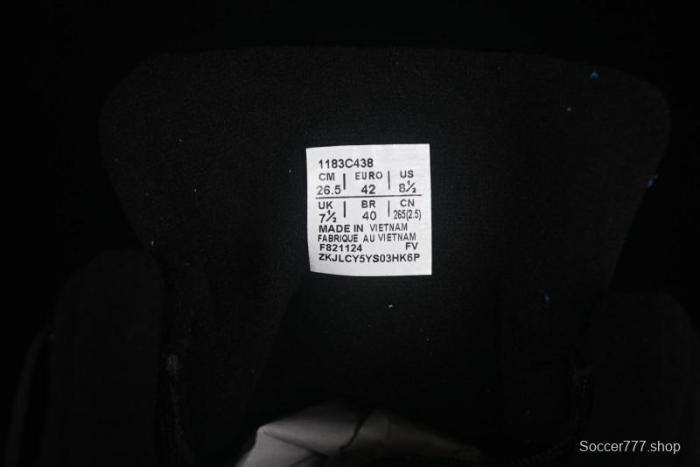 1183C438
CM | EURO | US
26.5 | 42 | 8½
UK | BR | CN
7½ | 40 | 265(2.5)
MADE IN VIETNAM
FABRIQUE AU VIETNAM
F821124 FV
ZKJLCY5YS03HK6P
Soccer777.shop